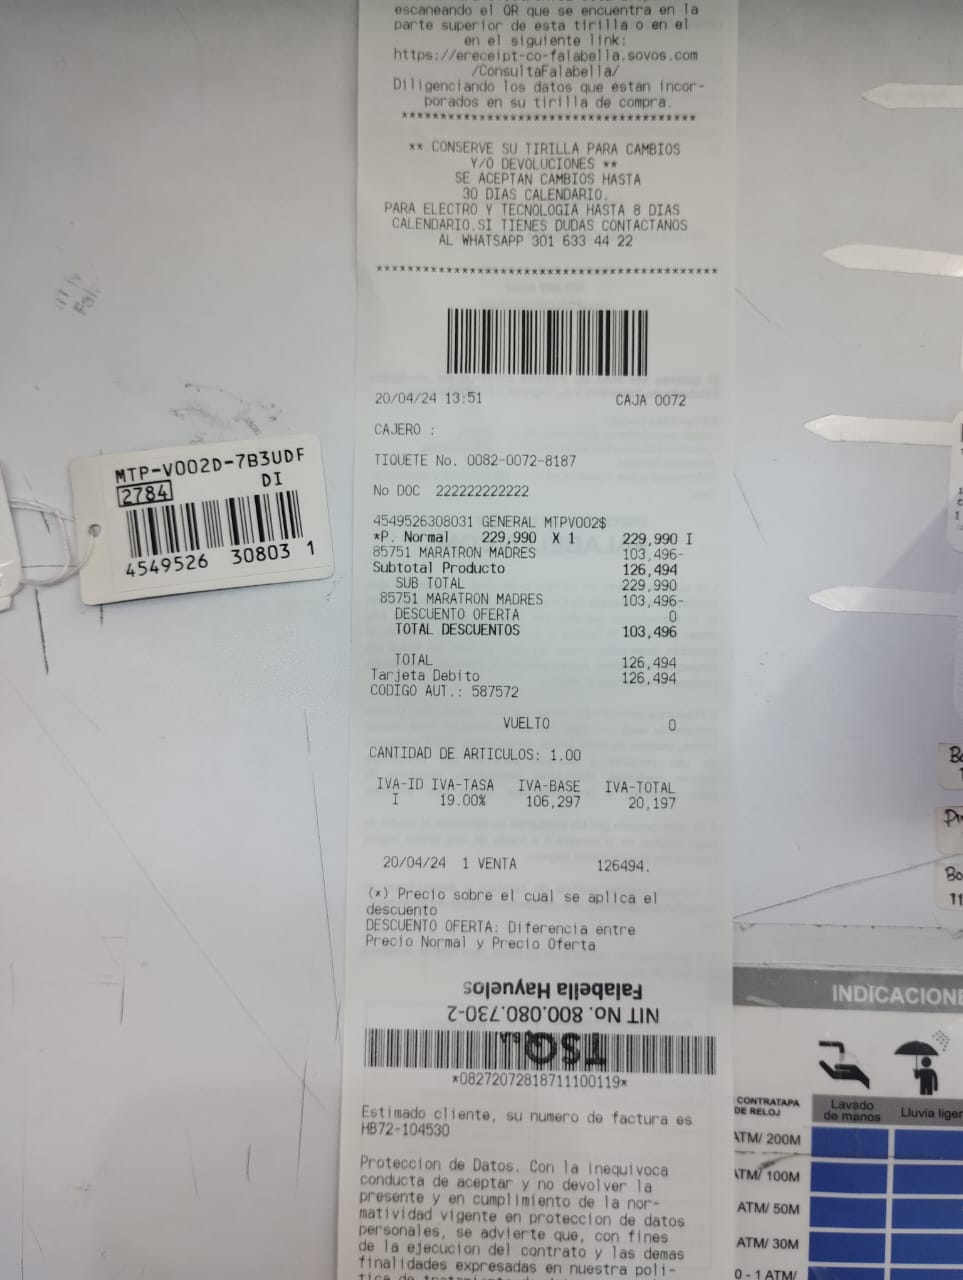 escaneando el QR que se encuentra en la
parte superior de esta tirilla o en el
en el siguiente link:
https://ereceipt-co-falabella.sovos.com
/ConsultaFalabella/
Diligenciando los datos que estan incor-
porados en su tirilla de compra.
****************************************
** CONSERVE SU TIRILLA PARA CAMBIOS
Y/O DEVOLUCIONES **
SE ACEPTAN CAMBIOS HASTA
30 DIAS CALENDARIO.
PARA ELECTRO Y TECNOLOGIA HASTA 8 DIAS
CALENDARIO.SI TIENES DUDAS CONTACTANOS
AL WHATSAPP 301 633 44 22
****************************************
20/04/24 13:51 CAJA 0072
CAJERO :
TIQUETE No. 0082-0072-8187
No DOC 222222222222
4549526308031 GENERAL MTPV002$
*P. Normal 229,990 X 1 229,990 I
85751 MARATRON MADRES 103,496-
Subtotal Producto 126,494
SUB TOTAL 229,990
85751 MARATRON MADRES 103,496-
DESCUENTO OFERTA 0
TOTAL DESCUENTOS 103,496
TOTAL 126,494
Tarjeta Debito 126,494
CODIGO AUT.: 587572
VUELTO 0
CANTIDAD DE ARTICULOS: 1.00
IVA-ID IVA-TASA IVA-BASE IVA-TOTAL
I 19.00% 106,297 20,197
20/04/24 1 VENTA 126494.
(*) Precio sobre el cual se aplica el
descuento
DESCUENTO OFERTA: Diferencia entre
Precio Normal y Precio Oferta
Falabella Hayuelos
NIT No. 800.080.730-2
TSQ S.A.
*08272072818711100119*
Estimado cliente, su numero de factura es
HB72-104530
Proteccion de Datos. Con la inequivoca
conducta de aceptar y no devolver la
presente y en cumplimiento de la nor-
matividad vigente en proteccion de datos
personales, se advierte que, con fines
de la ejecucion del contrato y las demas
finalidades expresadas en nuestra poli-
MTP-V002D-7B3UDF
2784 DI
4549526 30803 1
INDICACIONE
CONTRATAPA
DE RELOJ
Lavado
de manos
Lluvia liger
ATM/ 200M
ATM/ 100M
ATM/ 50M
ATM/ 30M
0 - 1 ATM/